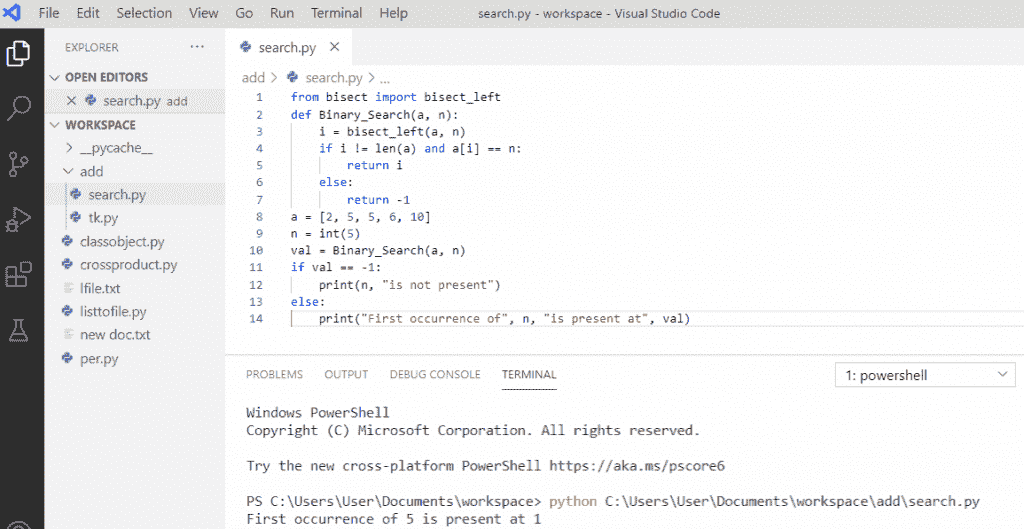 File Edit Selection View Go Run Terminal Help search.py - workspace - Visual Studio Code
EXPLORER
OPEN EDITORS
search.py add
WORKSPACE
__pycache__
add
search.py
tk.py
classobject.py
crossproduct.py
lfile.txt
listtofile.py
new doc.txt
per.py
search.py
add > search.py > ...
1 from bisect import bisect_left
2 def Binary_Search(a, n):
3 i = bisect_left(a, n)
4 if i != len(a) and a[i] == n:
5 return i
6 else:
7 return -1
8 a = [2, 5, 5, 6, 10]
9 n = int(5)
10 val = Binary_Search(a, n)
11 if val == -1:
12 print(n, "is not present")
13 else:
14 print("First occurrence of", n, "is present at", val)
PROBLEMS OUTPUT DEBUG CONSOLE TERMINAL 1: powershell
Windows PowerShell
Copyright (C) Microsoft Corporation. All rights reserved.
Try the new cross-platform PowerShell https://aka.ms/pscore6
PS C:\Users\User\Documents\workspace> python C:\Users\User\Documents\workspace\add\search.py
First occurrence of 5 is present at 1